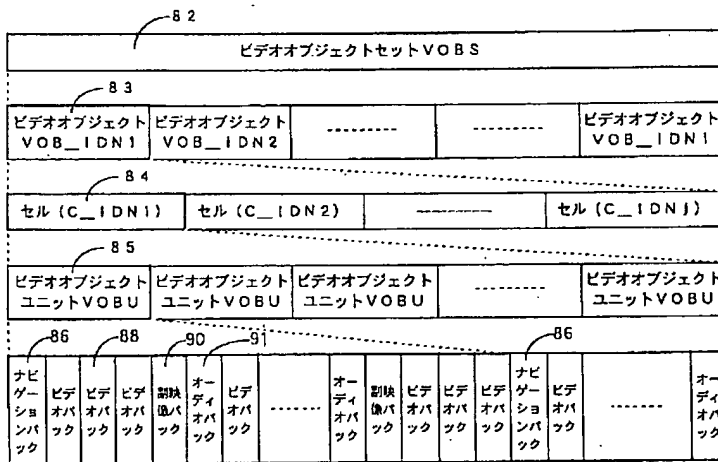 82
ビデオオブジェクトセットVOBS
83
ビデオオブジェクト
VOB_IDN1
ビデオオブジェクト
VOB_IDN2
ビデオオブジェクト
VOB_IDNi
84
セル(C_IDN1)
セル(C_IDN2)
セル(C_IDNj)
85
ビデオオブジェクト
ユニットVOBU
ビデオオブジェクト
ユニットVOBU
ビデオオブジェクト
ユニットVOBU
ビデオオブジェクト
ユニットVOBU
86
88
90
91
86
ナビゲーションパック
ビデオパック
ビデオパック
ビデオパック
副映像パック
オーディオパック
ビデオパック
オーディオパック
副映像パック
ビデオパック
ビデオパック
ビデオパック
ナビゲーションパック
ビデオパック
オーディオパック